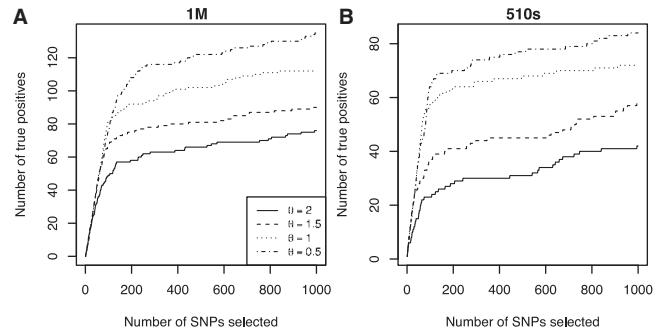 A
1M
Number of true positives
0 20 40 60 80 100 120
0 200 400 600 800 1000
Number of SNPs selected
θ = 2
θ = 1.5
θ = 1
θ = 0.5
B
510s
Number of true positives
0 20 40 60 80
0 200 400 600 800 1000
Number of SNPs selected